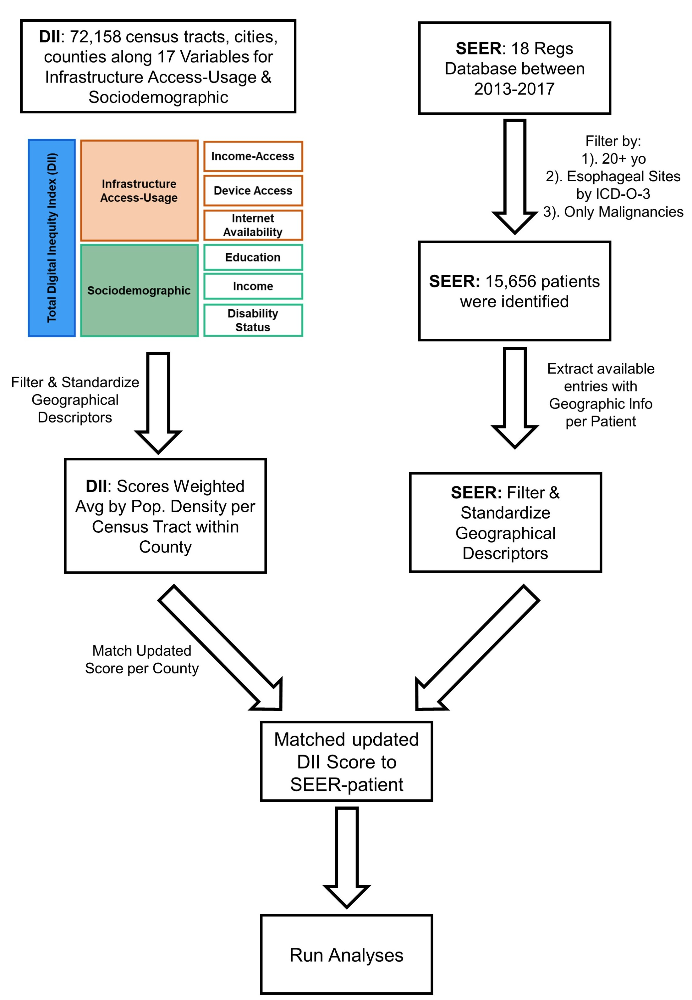 DII: 72,158 census tracts, cities,
counties along 17 Variables for
Infrastructure Access-Usage &
Sociodemographic
Total Digital Inequity Index (DII)
Infrastructure
Access-Usage
Income-Access
Device Access
Internet
Availability
Sociodemographic
Education
Income
Disability
Status
Filter & Standardize
Geographical
Descriptors
DII: Scores Weighted
Avg by Pop. Density per
Census Tract within
County
Match Updated
Score per County
SEER: 18 Regs
Database between
2013-2017
Filter by:
1). 20+ yo
2). Esophageal Sites
by ICD-O-3
3). Only Malignancies
SEER: 15,656 patients
were identified
Extract available
entries with
Geographic Info
per Patient
SEER: Filter &
Standardize
Geographical
Descriptors
Matched updated
DII Score to
SEER-patient
Run Analyses